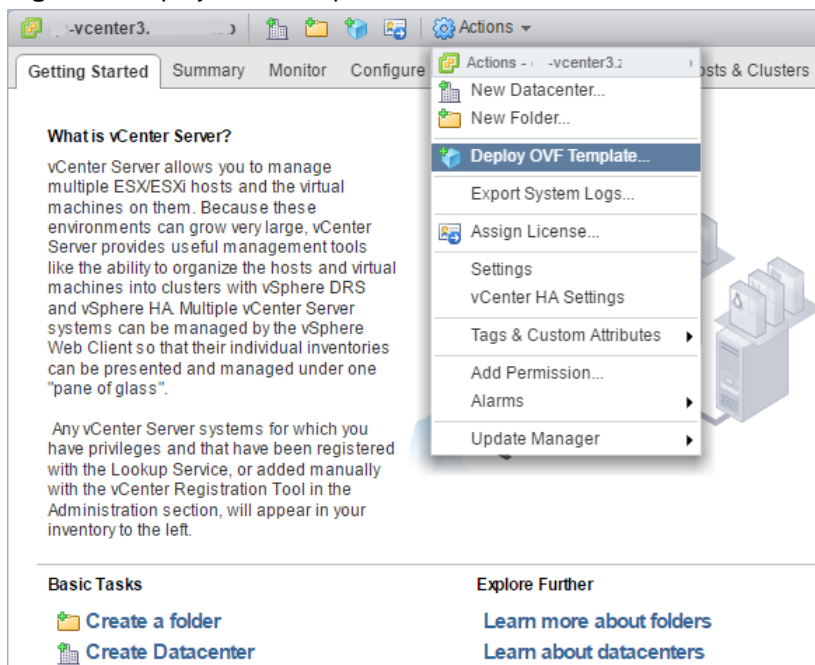 -vcenter3.
Actions
Getting Started Summary Monitor Configure
Actions - -vcenter3.
osts & Clusters
New Datacenter...
New Folder...
Deploy OVF Template...
Export System Logs...
Assign License...
Settings
vCenter HA Settings
Tags & Custom Attributes
Add Permission...
Alarms
Update Manager
What is vCenter Server?
vCenter Server allows you to manage
multiple ESX/ESXi hosts and the virtual
machines on them. Because these
environments can grow very large, vCenter
Server provides useful management tools
like the ability to organize the hosts and virtual
machines into clusters with vSphere DRS
and vSphere HA. Multiple vCenter Server
systems can be managed by the vSphere
Web Client so that their individual inventories
can be presented and managed under one
"pane of glass".
Any vCenter Server systems for which you
have privileges and that have been registered
with the Lookup Service, or added manually
with the vCenter Registration Tool in the
Administration section, will appear in your
inventory to the left.
Basic Tasks
Create a folder
Create Datacenter
Explore Further
Learn more about folders
Learn about datacenters